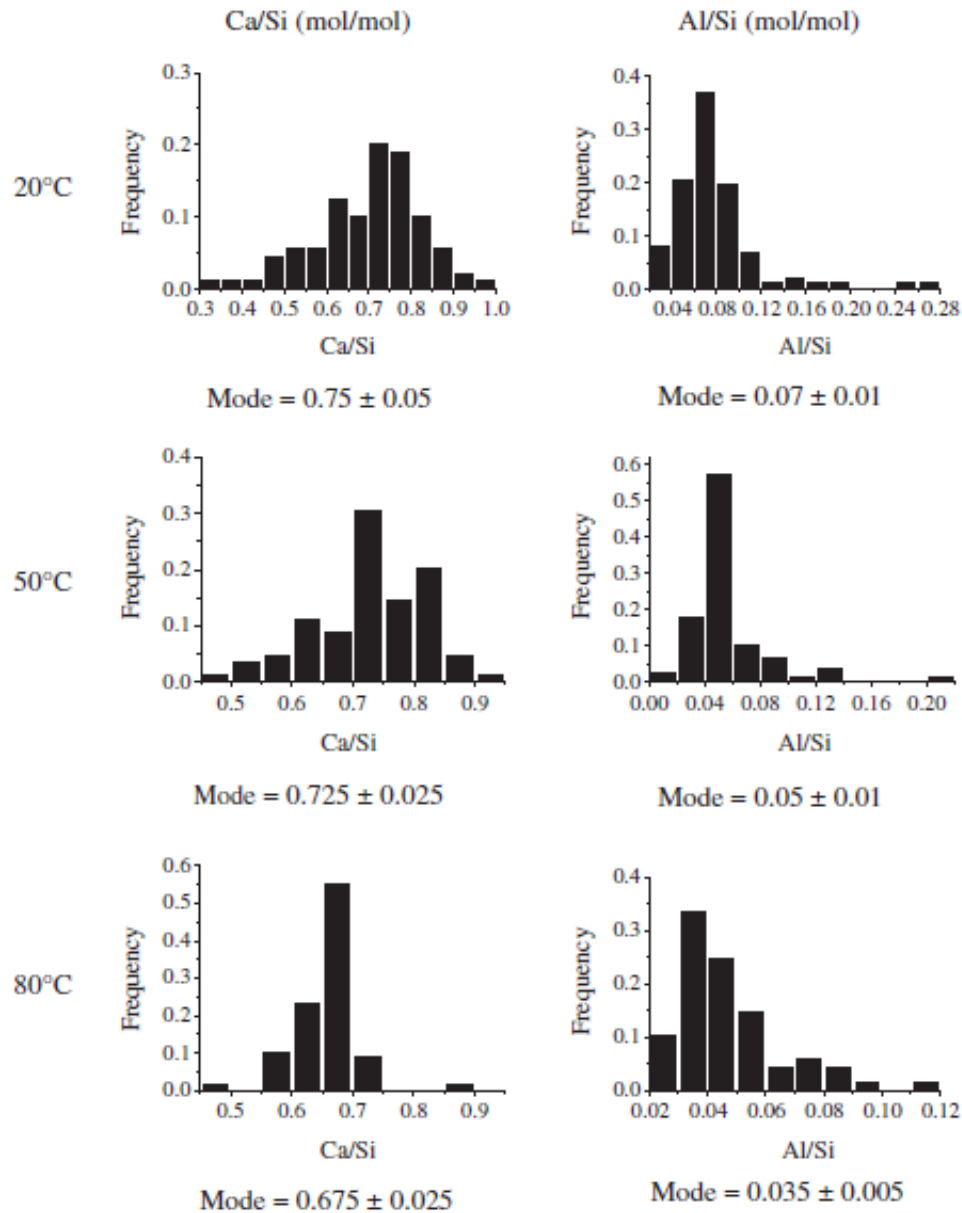 Ca/Si (mol/mol)
Al/Si (mol/mol)
20°C
Frequency
0.3
0.2
0.1
0.0
0.3 0.4 0.5 0.6 0.7 0.8 0.9 1.0
Ca/Si
Mode = 0.75 ± 0.05
Frequency
0.4
0.3
0.2
0.1
0.0
0.04 0.08 0.12 0.16 0.20 0.24 0.28
Al/Si
Mode = 0.07 ± 0.01
50°C
Frequency
0.4
0.3
0.2
0.1
0.0
0.5 0.6 0.7 0.8 0.9
Ca/Si
Mode = 0.725 ± 0.025
Frequency
0.6
0.5
0.4
0.3
0.2
0.1
0.0
0.00 0.04 0.08 0.12 0.16 0.20
Al/Si
Mode = 0.05 ± 0.01
80°C
Frequency
0.6
0.5
0.4
0.3
0.2
0.1
0.0
0.5 0.6 0.7 0.8 0.9
Ca/Si
Mode = 0.675 ± 0.025
Frequency
0.4
0.3
0.2
0.1
0.0
0.02 0.04 0.06 0.08 0.10 0.12
Al/Si
Mode = 0.035 ± 0.005